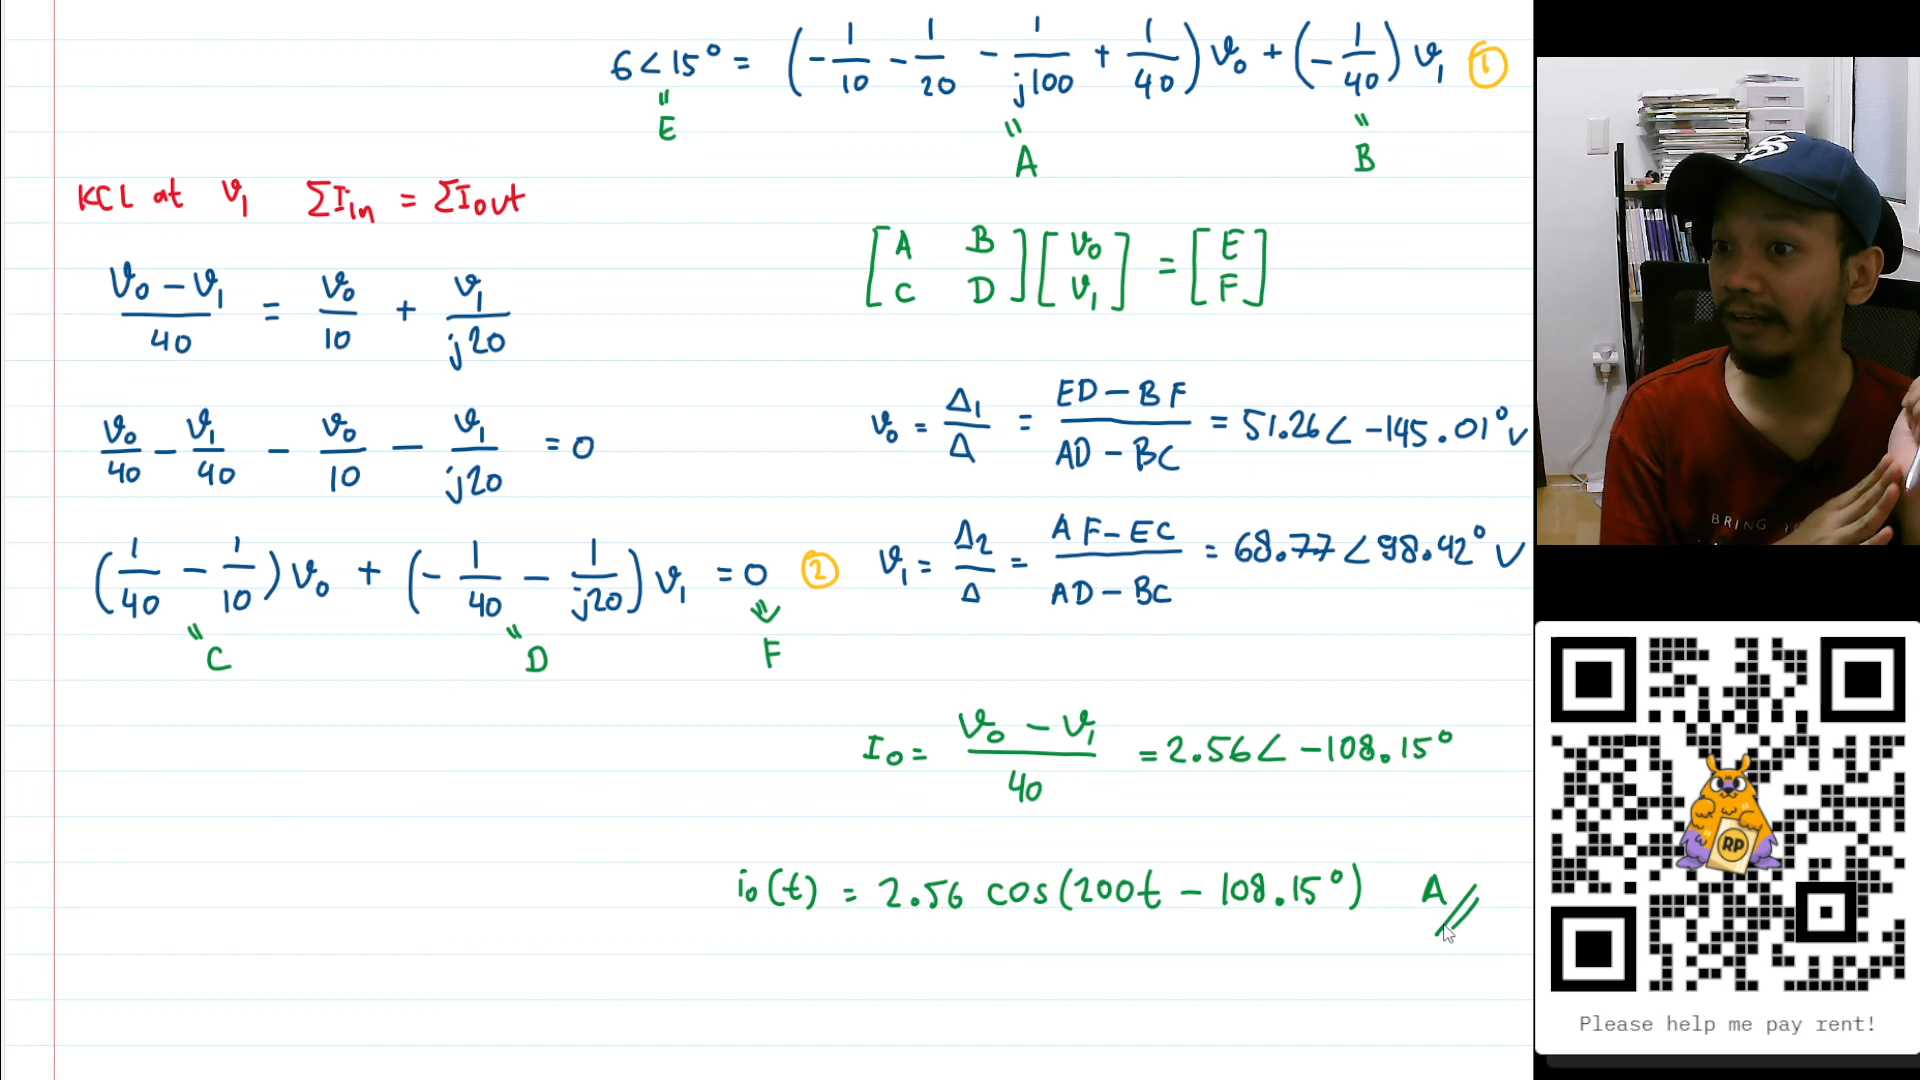 6∠15° = (-1/10 - 1/20 - 1/j100 + 1/40) v₀ + (-1/40) v₁ ①
" E
" A
" B
KCL at v₁ ΣIin = ΣIout
(v₀ - v₁)/40 = v₀/10 + v₁/j20
v₀/40 - v₁/40 - v₀/10 - v₁/j20 = 0
(1/40 - 1/10) v₀ + (-1/40 - 1/j20) v₁ = 0 ②
" C
" D
F
[A B; C D] [v₀; v₁] = [E; F]
v₀ = Δ₁/Δ = (ED - BF)/(AD - BC) = 51.26∠-145.01° V
v₁ = Δ₂/Δ = (AF - EC)/(AD - BC) = 68.77∠98.42° V
I₀ = (v₀ - v₁)/40 = 2.56∠-108.15°
i₀(t) = 2.56 cos(200t - 108.15°) A //
BRING
RP
Please help me pay rent!